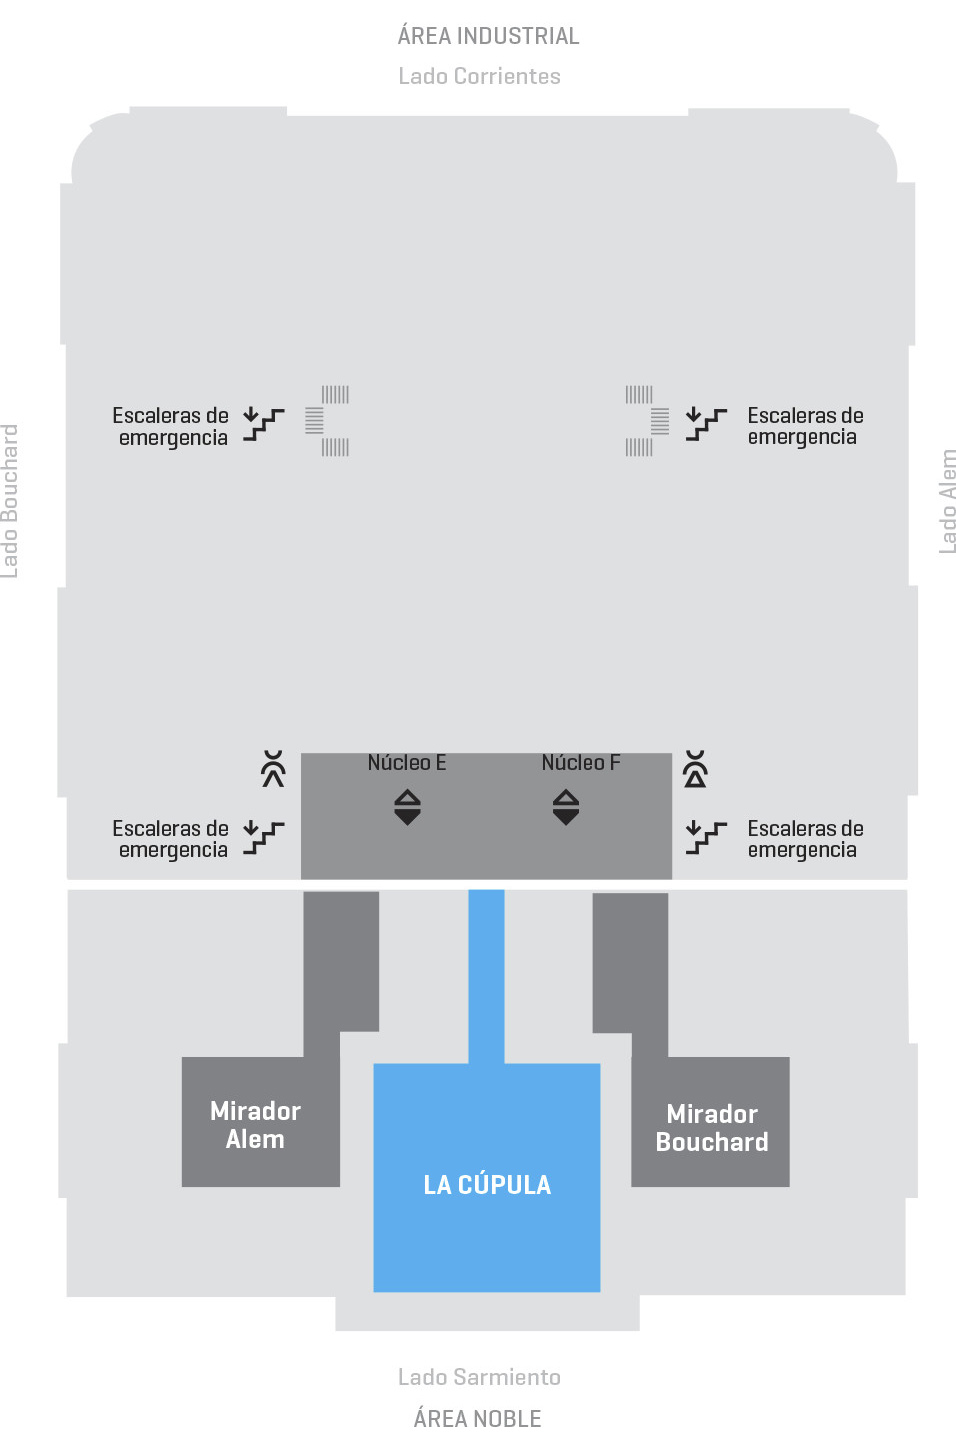 ÁREA INDUSTRIAL
Lado Corrientes
Lado Bouchard
Lado Alem
Escaleras de
emergencia
Escaleras de
emergencia
Núcleo E
Núcleo F
Escaleras de
emergencia
Escaleras de
emergencia
Mirador
Alem
Mirador
Bouchard
LA CÚPULA
Lado Sarmiento
ÁREA NOBLE